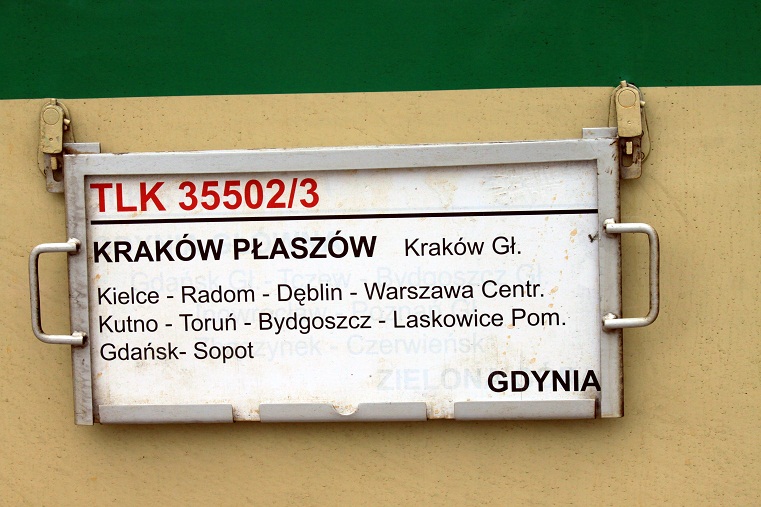 TLK 35502/3
KRAKÓW PŁASZÓW Kraków Gł.
Kielce - Radom - Dęblin - Warszawa Centr.
Kutno - Toruń - Bydgoszcz - Laskowice Pom.
Gdańsk- Sopot
GDYNIA